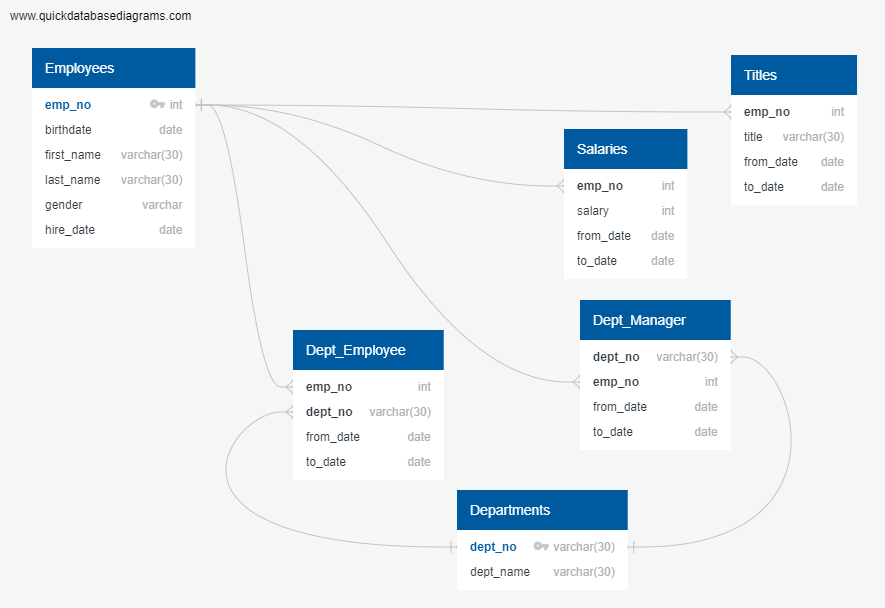 www.quickdatabasediagrams.com
Employees
emp_no int
birthdate date
first_name varchar(30)
last_name varchar(30)
gender varchar
hire_date date
Titles
emp_no int
title varchar(30)
from_date date
to_date date
Salaries
emp_no int
salary int
from_date date
to_date date
Dept_Manager
dept_no varchar(30)
emp_no int
from_date date
to_date date
Dept_Employee
emp_no int
dept_no varchar(30)
from_date date
to_date date
Departments
dept_no varchar(30)
dept_name varchar(30)